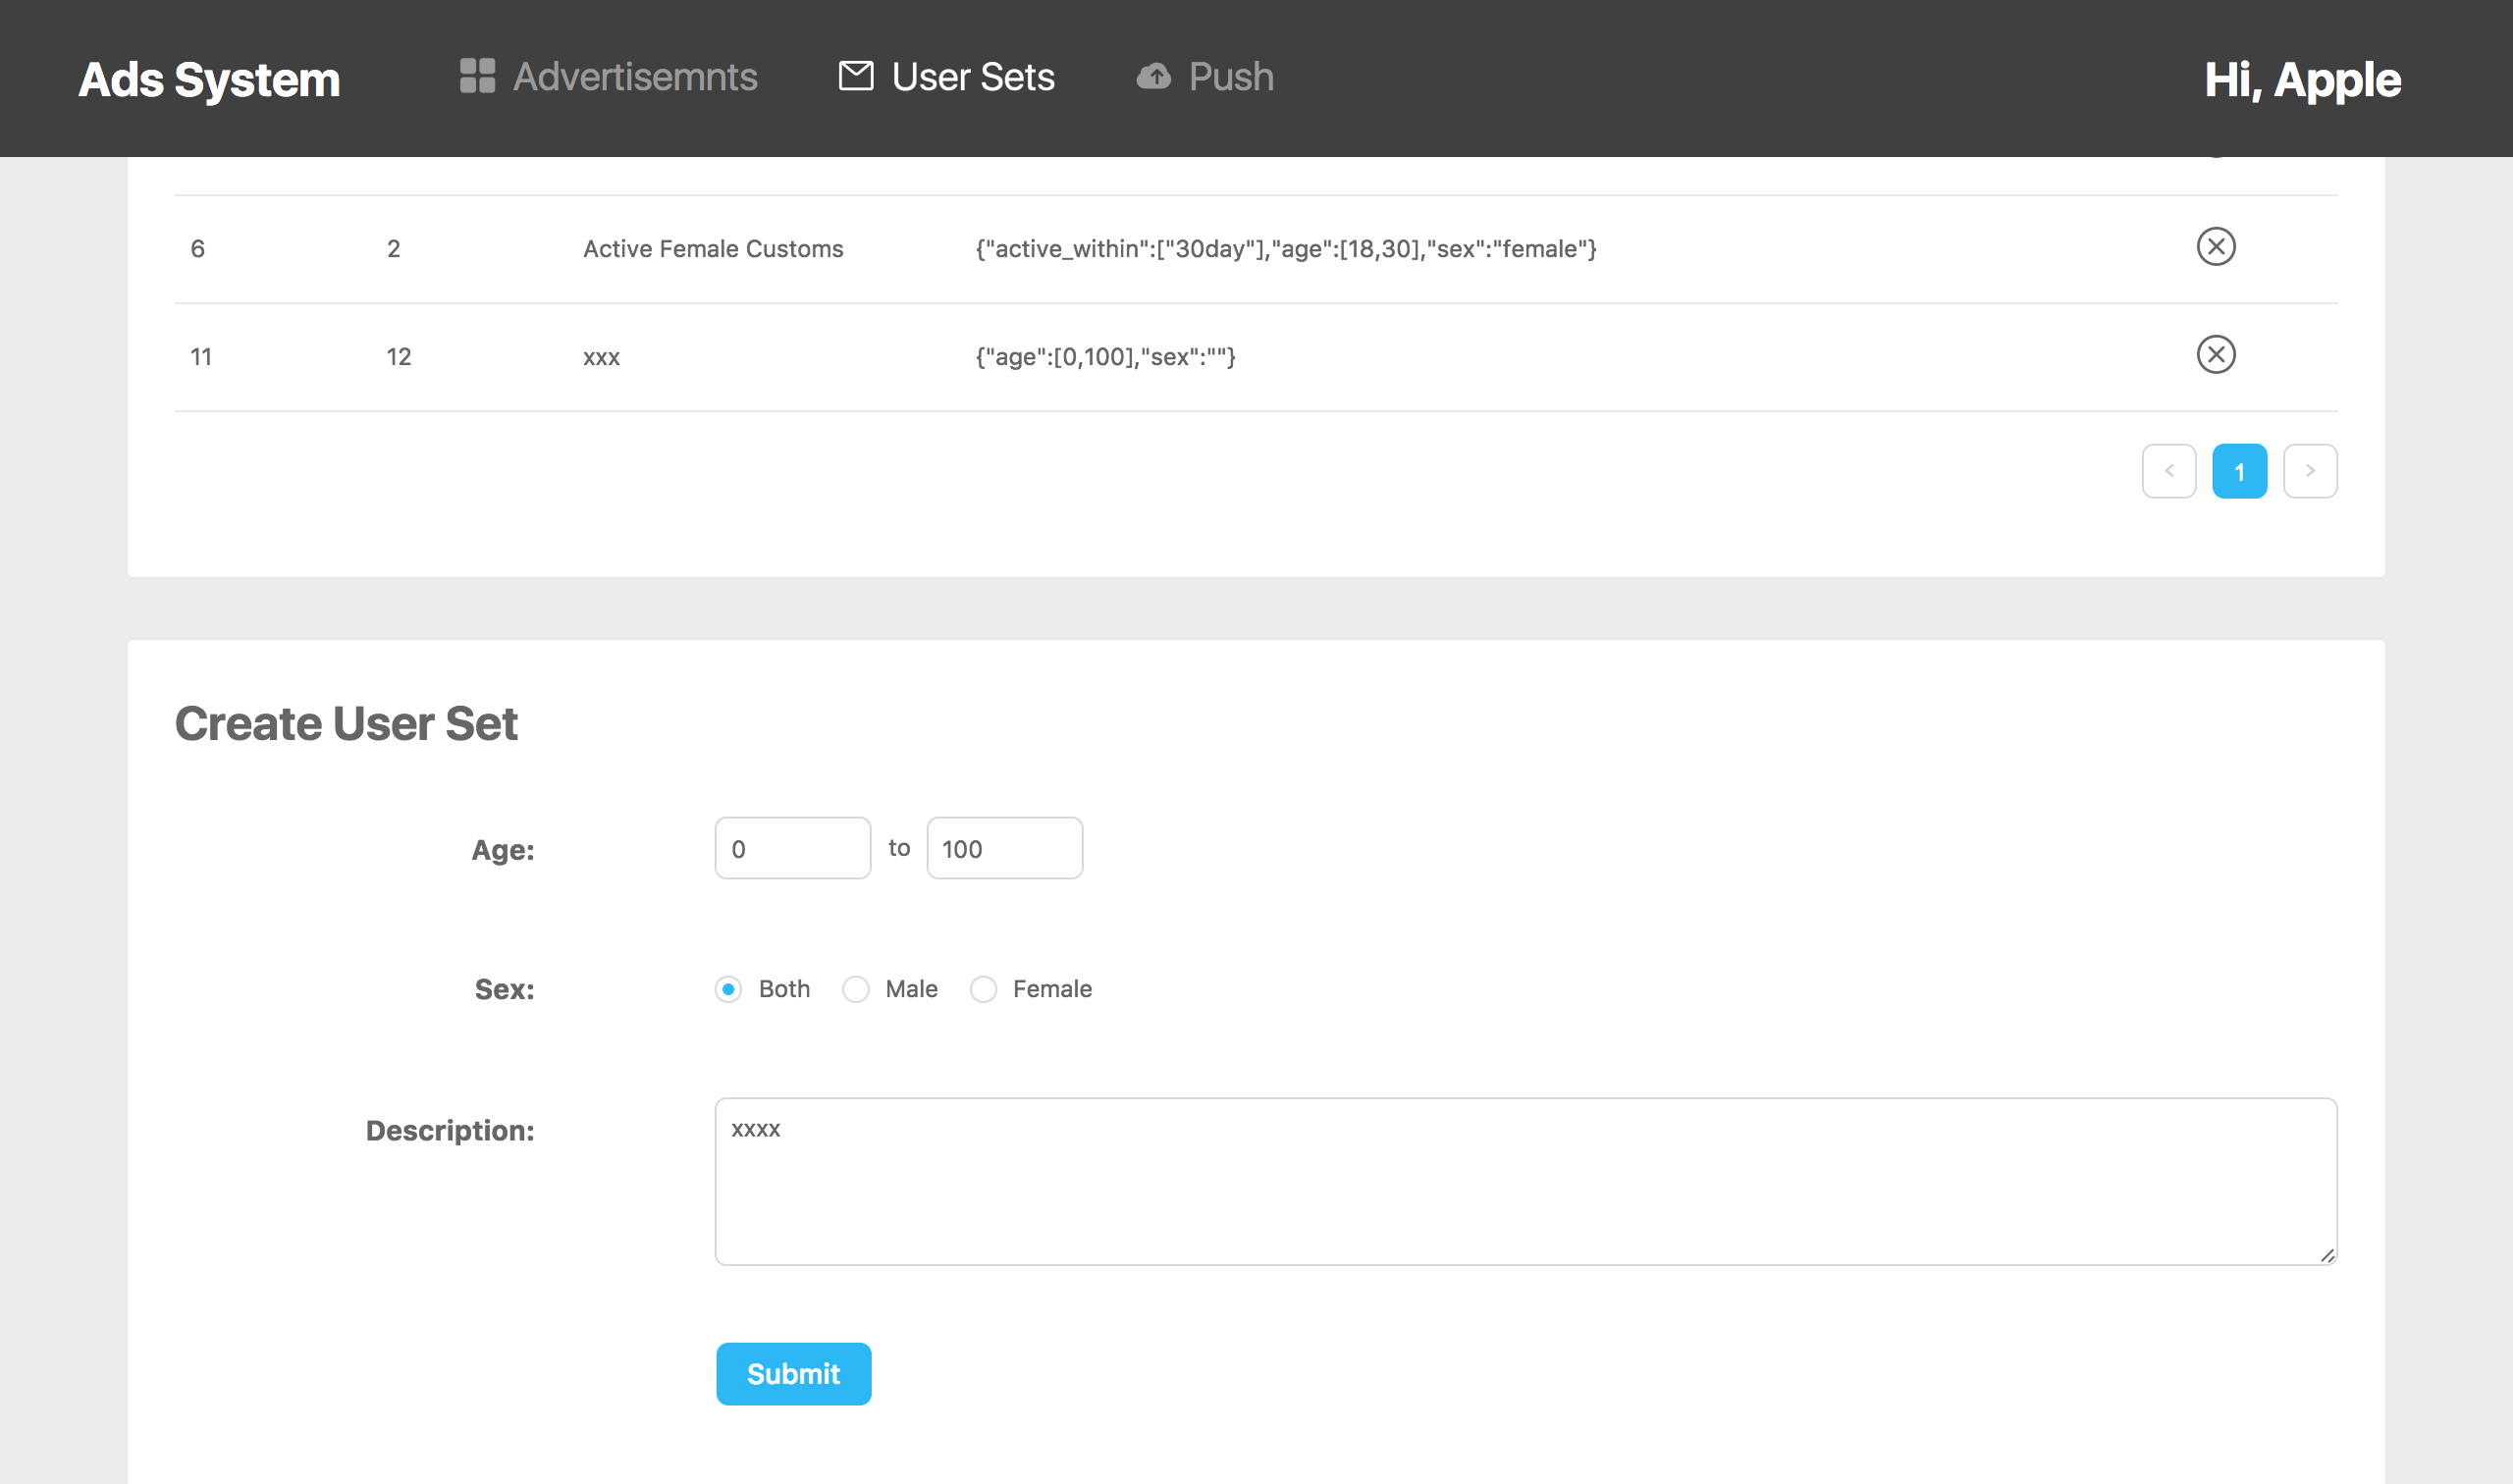 Ads System Advertisemnts User Sets Push Hi, Apple
6 2 Active Female Customs {"active_within":["30day"],"age":[18,30],"sex":"female"}
11 12 xxx {"age":[0,100],"sex":""}
< 1 >
Create User Set
Age: 0 to 100
Sex: Both Male Female
Description: xxxx
Submit